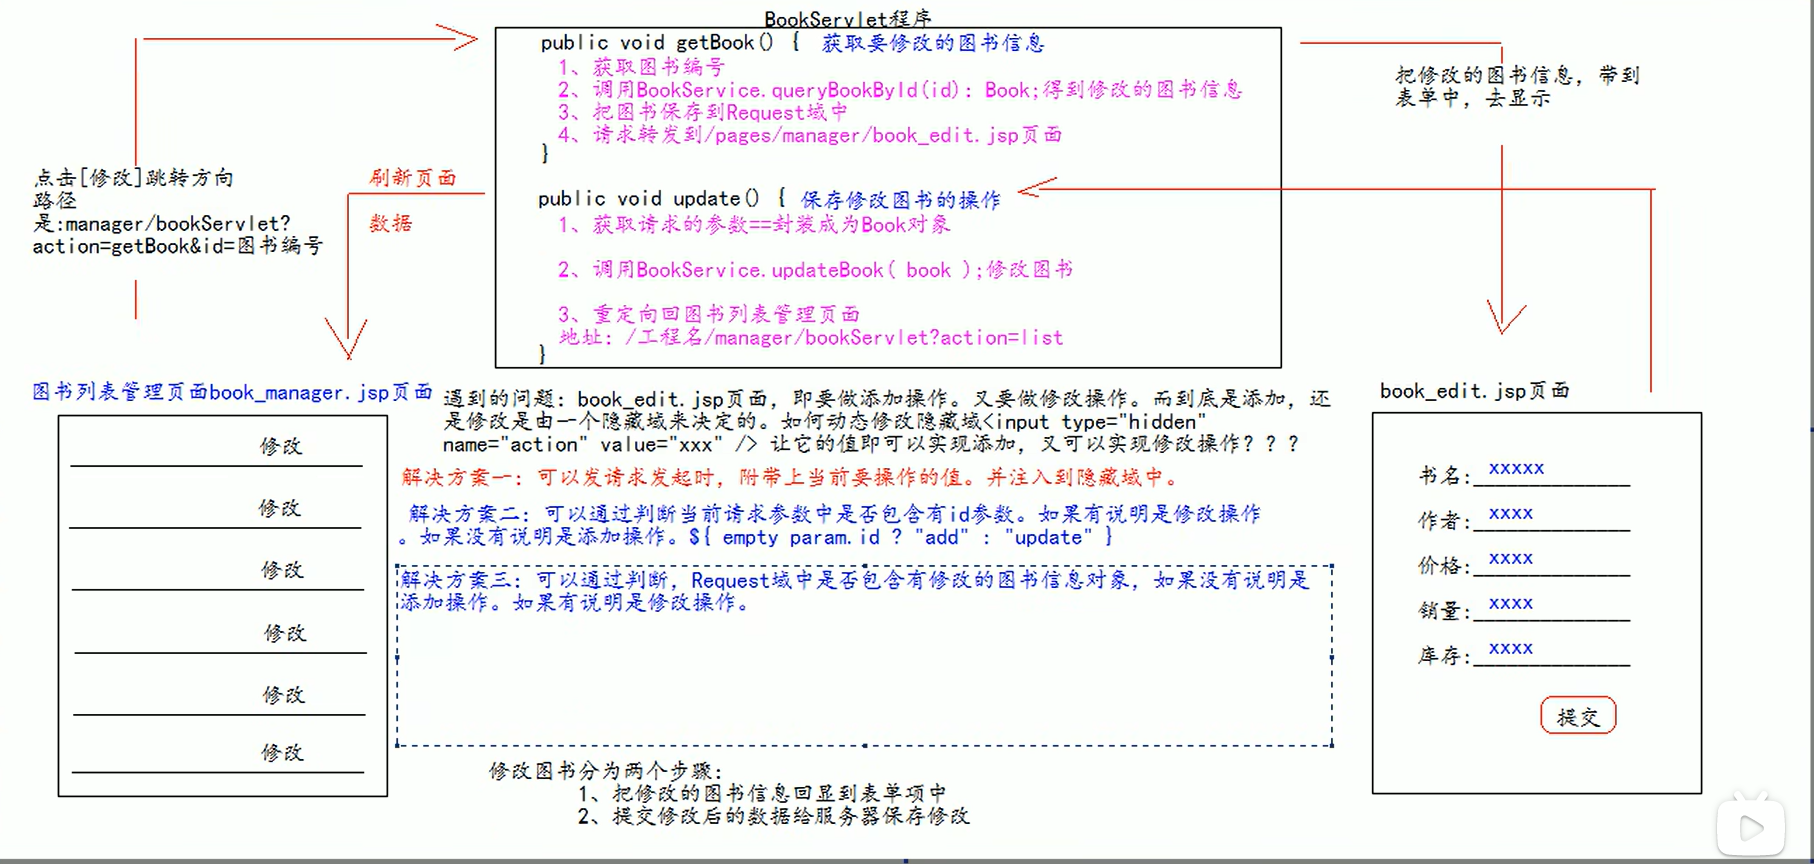 BookServlet程序
public void getBook() { 获取要修改的图书信息
1、获取图书编号
2、调用BookService.queryBookById(id): Book;得到修改的图书信息
3、把图书保存到Request域中
4、请求转发到/pages/manager/book_edit.jsp页面
}
public void update() { 保存修改图书的操作
1、获取请求的参数==封装成为Book对象
2、调用BookService.updateBook( book );修改图书
3、重定向回图书列表管理页面
地址: /工程名/manager/bookServlet?action=list
}
把修改的图书信息, 带到
表单中, 去显示
点击[修改]跳转方向
路径
是:manager/bookServlet?
action=getBook&id=图书编号
刷新页面
数据
图书列表管理页面book_manager.jsp页面
修改
修改
修改
修改
修改
修改
遇到的问题: book_edit.jsp页面, 即要做添加操作。又要做修改操作。而到底是添加, 还
是修改是由一个隐藏域来决定的。如何动态修改隐藏域<input type="hidden"
name="action" value="xxx" /> 让它的值即可以实现添加, 又可以实现修改操作? ? ?
解决方案一: 可以发请求发起时, 附带上当前要操作的值。并注入到隐藏域中。
解决方案二: 可以通过判断当前请求参数中是否包含有id参数。如果有说明是修改操作
。如果没有说明是添加操作。${ empty param.id ? "add" : "update" }
解决方案三: 可以通过判断, Request域中是否包含有修改的图书信息对象, 如果没有说明是
添加操作。如果有说明是修改操作。
修改图书分为两个步骤:
1、把修改的图书信息回显到表单项中
2、提交修改后的数据给服务器保存修改
book_edit.jsp页面
书名: xxxxx
作者: xxxx
价格: xxxx
销量: xxxx
库存: xxxx
提交